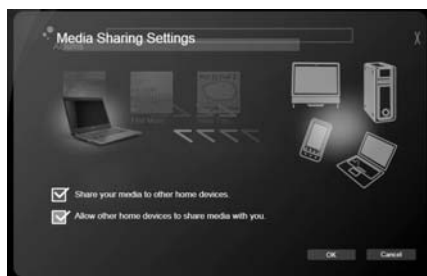 Media Sharing Settings
Share your media to other home devices.
Allow other home devices to share media with you.
OK
Cancel